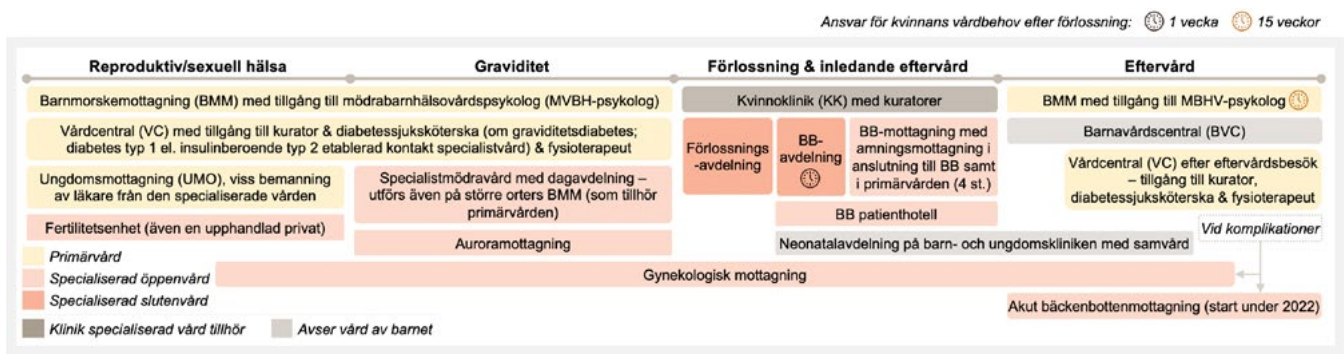 Ansvar för kvinnans vårdbehov efter förlossning: 1 vecka 15 veckor
Reproduktiv/sexuell hälsa
Graviditet
Förlossning & inledande eftervård
Eftervård
Barnmorskemottagning (BMM) med tillgång till mödrabarnhälsovårdspsykolog (MVBH-psykolog)
Kvinnoklinik (KK) med kuratorer
BMM med tillgång till MBHV-psykolog
Vårdcentral (VC) med tillgång till kurator & diabetessjuksköterska (om graviditetsdiabetes;
diabetes typ 1 el. insulinberoende typ 2 etablerad kontakt specialistvård) & fysioterapeut
Förlossnings
-avdelning
BB-
avdelning
BB-mottagning med
amningsmottagning i
anslutning till BB samt
i primärvården (4 st.)
Barnavårdscentral (BVC)
Ungdomsmottagning (UMO), viss bemanning
av läkare från den specialiserade vården
Specialistmödravård med dagavdelning –
utförs även på större orters BMM (som tillhör
primärvården)
Vårdcentral (VC) efter eftervårdsbesök
– tillgång till kurator,
diabetessjuksköterska & fysioterapeut
BB patienthotell
Fertilitetsenhet (även en upphandlad privat)
Auroramottagning
Neonatalavdelning på barn- och ungdomskliniken med samvård
Vid komplikationer
Primärvård
Specialiserad öppenvård
Gynekologisk mottagning
Specialiserad slutenvård
Akut bäckenbottenmottagning (start under 2022)
Klinik specialiserad vård tillhör
Avser vård av barnet